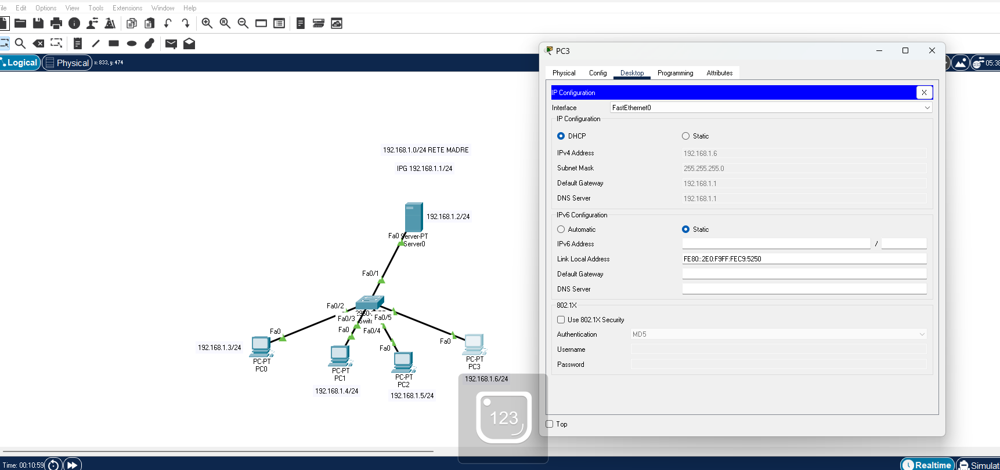 File Edit Options View Tools Extensions Window Help
Logical Physical x: 833, y: 474
192.168.1.0/24 RETE MADRE
IPG 192.168.1.1/24
192.168.1.2/24
Fa0 Server-PT
Server0
Fa0/1
Fa0/2
Fa0/3
Fa0/5
Fa0 Fa0/4
Fa0
Fa0
Fa0
192.168.1.3/24
PC-PT
PC0
PC-PT
PC1
192.168.1.4/24
PC-PT
PC2
192.168.1.5/24
PC-PT
PC3
192.168.1.6/24
123
PC3
Physical Config Desktop Programming Attributes
IP Configuration X
Interface FastEthernet0
IP Configuration
DHCP Static
IPv4 Address 192.168.1.6
Subnet Mask 255.255.255.0
Default Gateway 192.168.1.1
DNS Server 192.168.1.1
IPv6 Configuration
Automatic Static
IPv6 Address /
Link Local Address FE80::2E0:F9FF:FEC9:5250
Default Gateway
DNS Server
802.1X
Use 802.1X Security
Authentication MD5
Username
Password
Top
Time: 00:10:59
Realtime